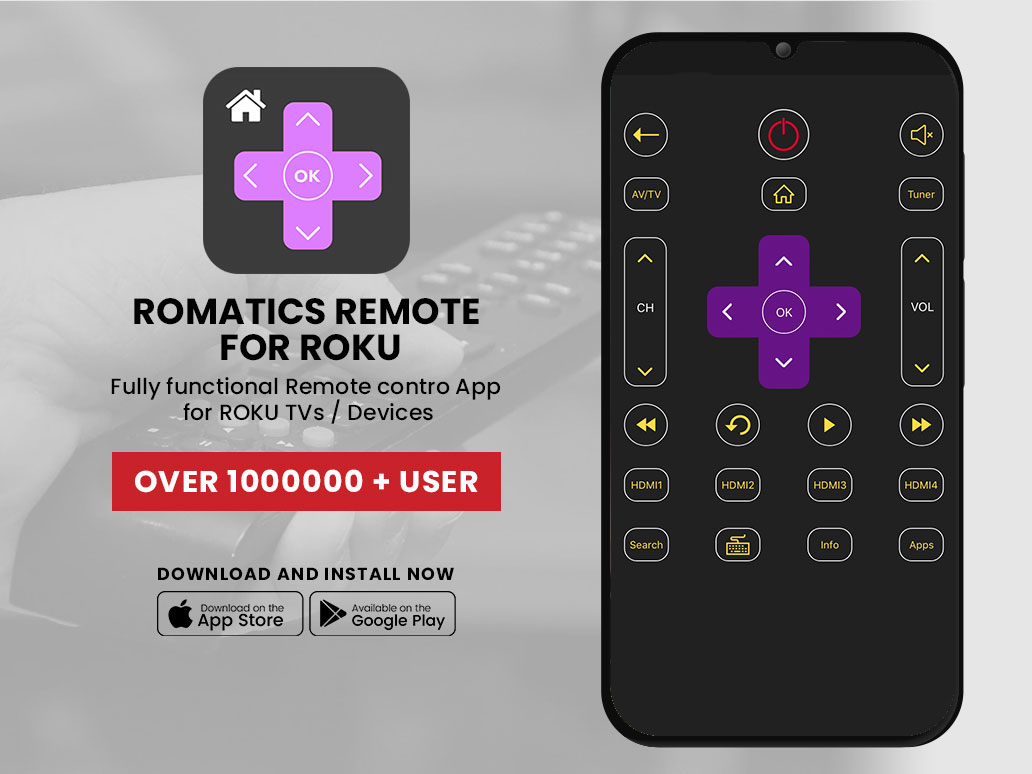 OK
ROMATICS REMOTE
FOR ROKU
Fully functional Remote contro App
for ROKU TVs / Devices
OVER 1000000 + USER
DOWNLOAD AND INSTALL NOW
Download on the
App Store
Available on the
Google Play
AV/TV
Tuner
CH
OK
VOL
HDMI1
HDMI2
HDMI3
HDMI4
Search
Info
Apps